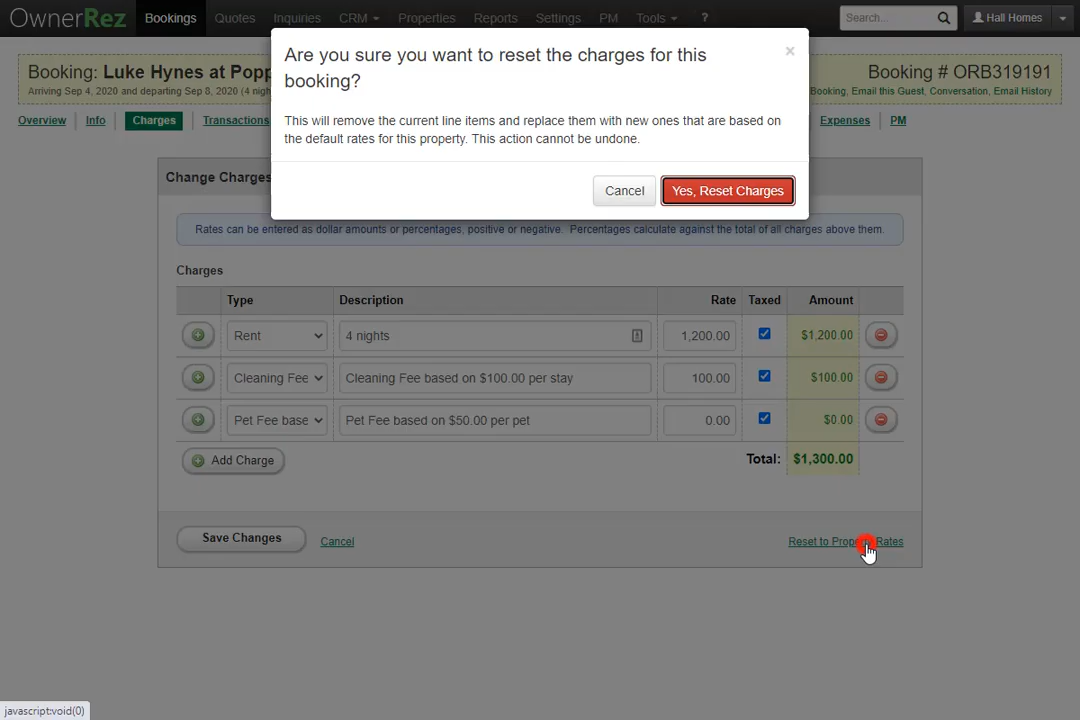 OwnerRez Bookings Quotes Inquiries CRM Properties Reports Settings PM Tools ? Search... Hall Homes
Are you sure you want to reset the charges for this booking?
×
This will remove the current line items and replace them with new ones that are based on
the default rates for this property. This action cannot be undone.
Cancel Yes, Reset Charges
Booking: Luke Hynes at Popp
Booking # ORB319191
Arriving Sep 4, 2020 and departing Sep 8, 2020 (4 nigh
Booking, Email this Guest, Conversation, Email History
Overview Info Charges Transactions Expenses PM
Change Charges
Rates can be entered as dollar amounts or percentages, positive or negative. Percentages calculate against the total of all charges above them.
Charges
Type Description Rate Taxed Amount
Rent 4 nights 1,200.00 $1,200.00
Cleaning Fee Cleaning Fee based on $100.00 per stay 100.00 $100.00
Pet Fee base Pet Fee based on $50.00 per pet 0.00 $0.00
Add Charge Total: $1,300.00
Save Changes Cancel Reset to Prop Rates
javascript:void(0)